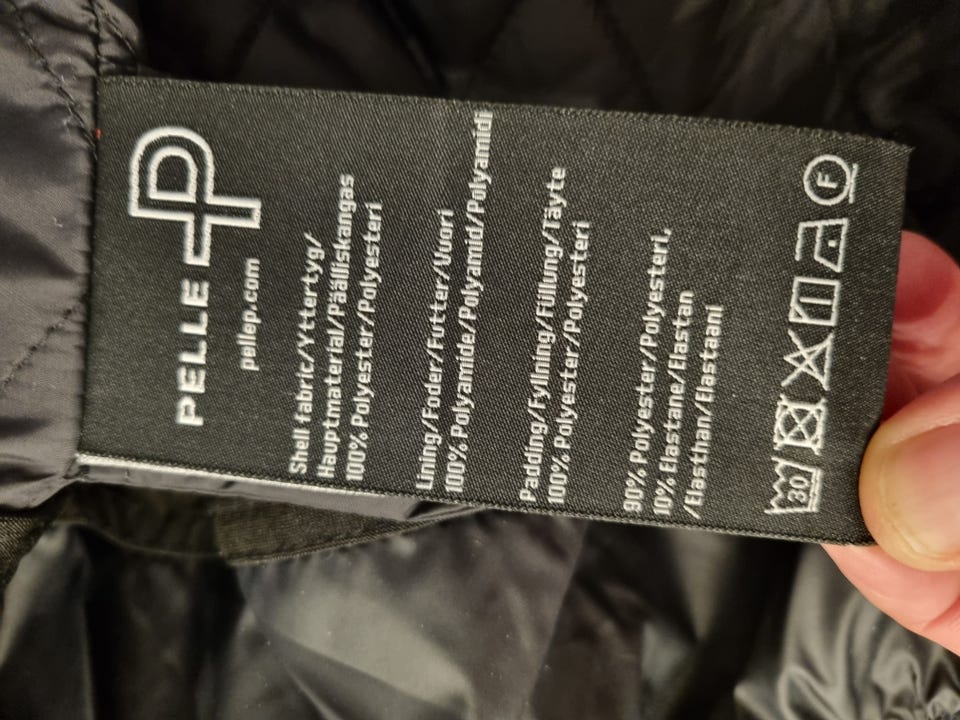 PELLE P
pellep.com
Shell fabric/Yttertyg/
Hauptmaterial/Päälliskangas
100% Polyester/Polyesteri
Lining/Foder/Futter/Vuori
100% Polyamide/Polyamid/Polyamidi
Padding/Fyllning/Füllung/Täyte
100% Polyester/Polyesteri
90% Polyester/Polyesteri,
10% Elastane/Elastan
/Elasthan/Elastaani
30 F